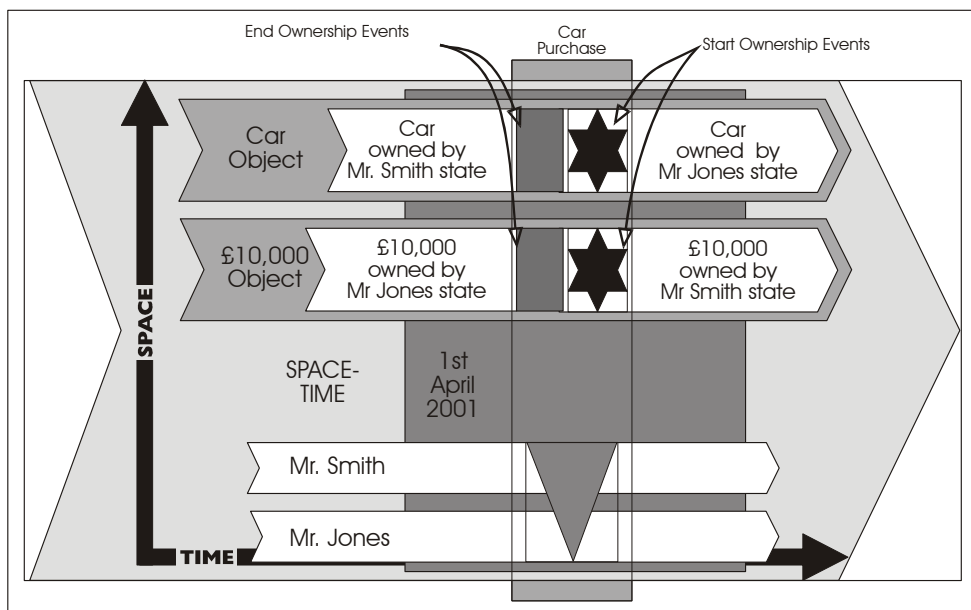 End Ownership Events
Car
Purchase
Start Ownership Events
Car
Object
Car
owned by
Mr. Smith state
Car
owned by
Mr Jones state
£10,000
Object
£10,000
owned by
Mr Jones state
£10,000
owned by
Mr Smith state
SPACE
SPACE-
TIME
1st
April
2001
Mr. Smith
Mr. Jones
TIME